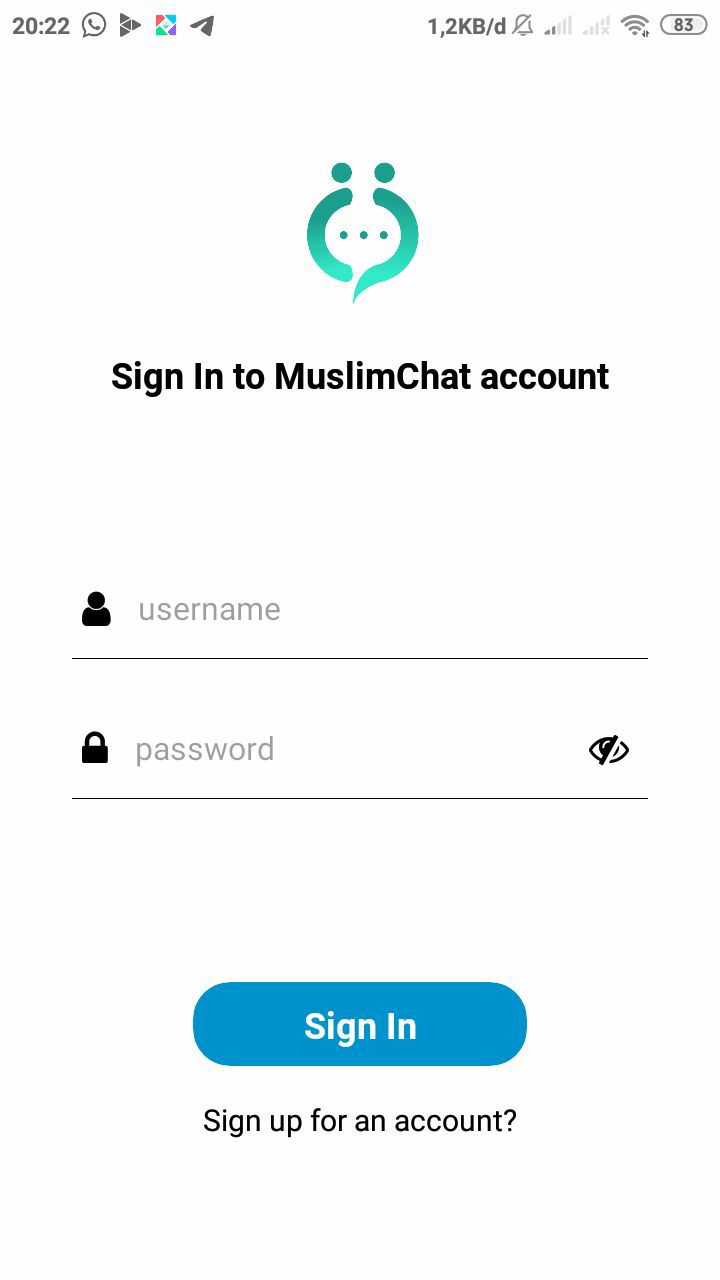 20:22 1,2KB/d 83
Sign In to MuslimChat account
username
password
Sign In
Sign up for an account?